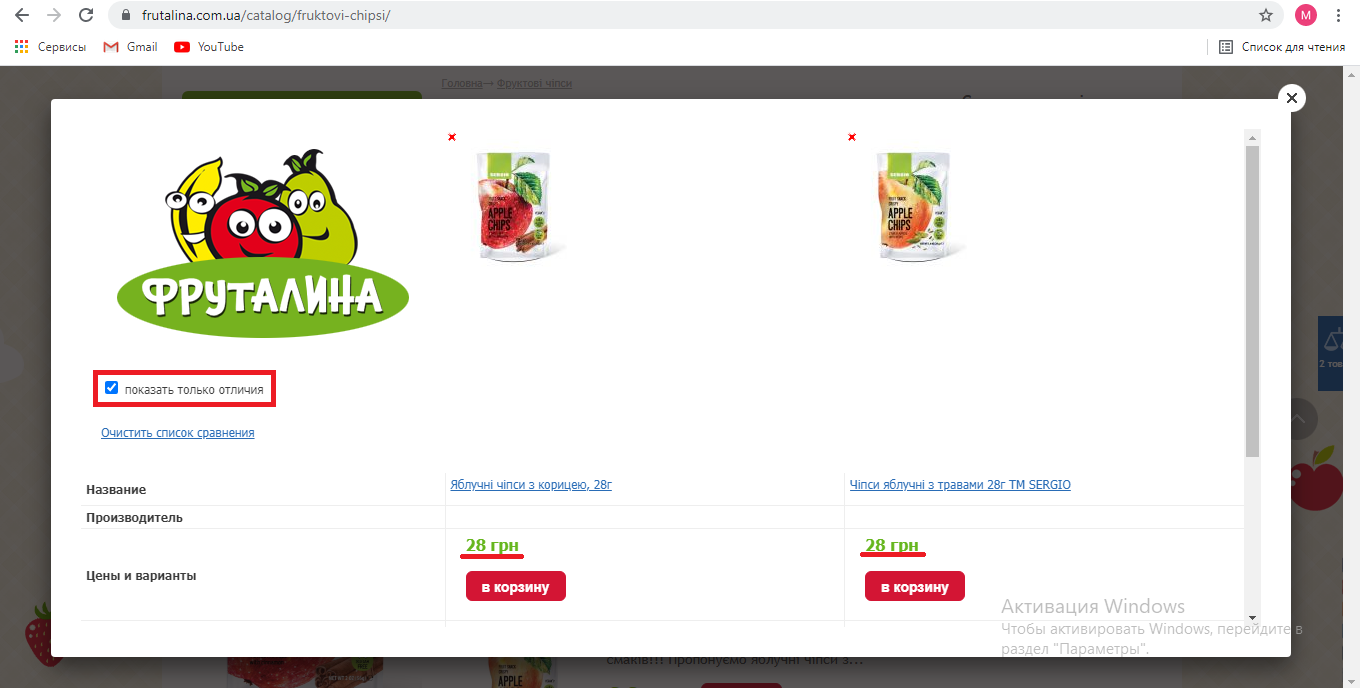 frutalina.com.ua/catalog/fruktovi-chipsi/
M
Сервисы Gmail YouTube Список для чтения
Головна→ Фруктові чіпси
APPLE CHIPS
APPLE CHIPS
ФРУТАЛИНА
2 тов
показать только отличия
Очистить список сравнения
Название Яблучні чіпси з корицею, 28г Чіпси яблучні з травами 28г ТМ SERGIO
Производитель
28 грн 28 грн
Цены и варианты
в корзину в корзину
Активация Windows
Чтобы активировать Windows, перейдите в
раздел "Параметры".
смаків!!! Пропонуємо яблучні чіпси з...
APPLE